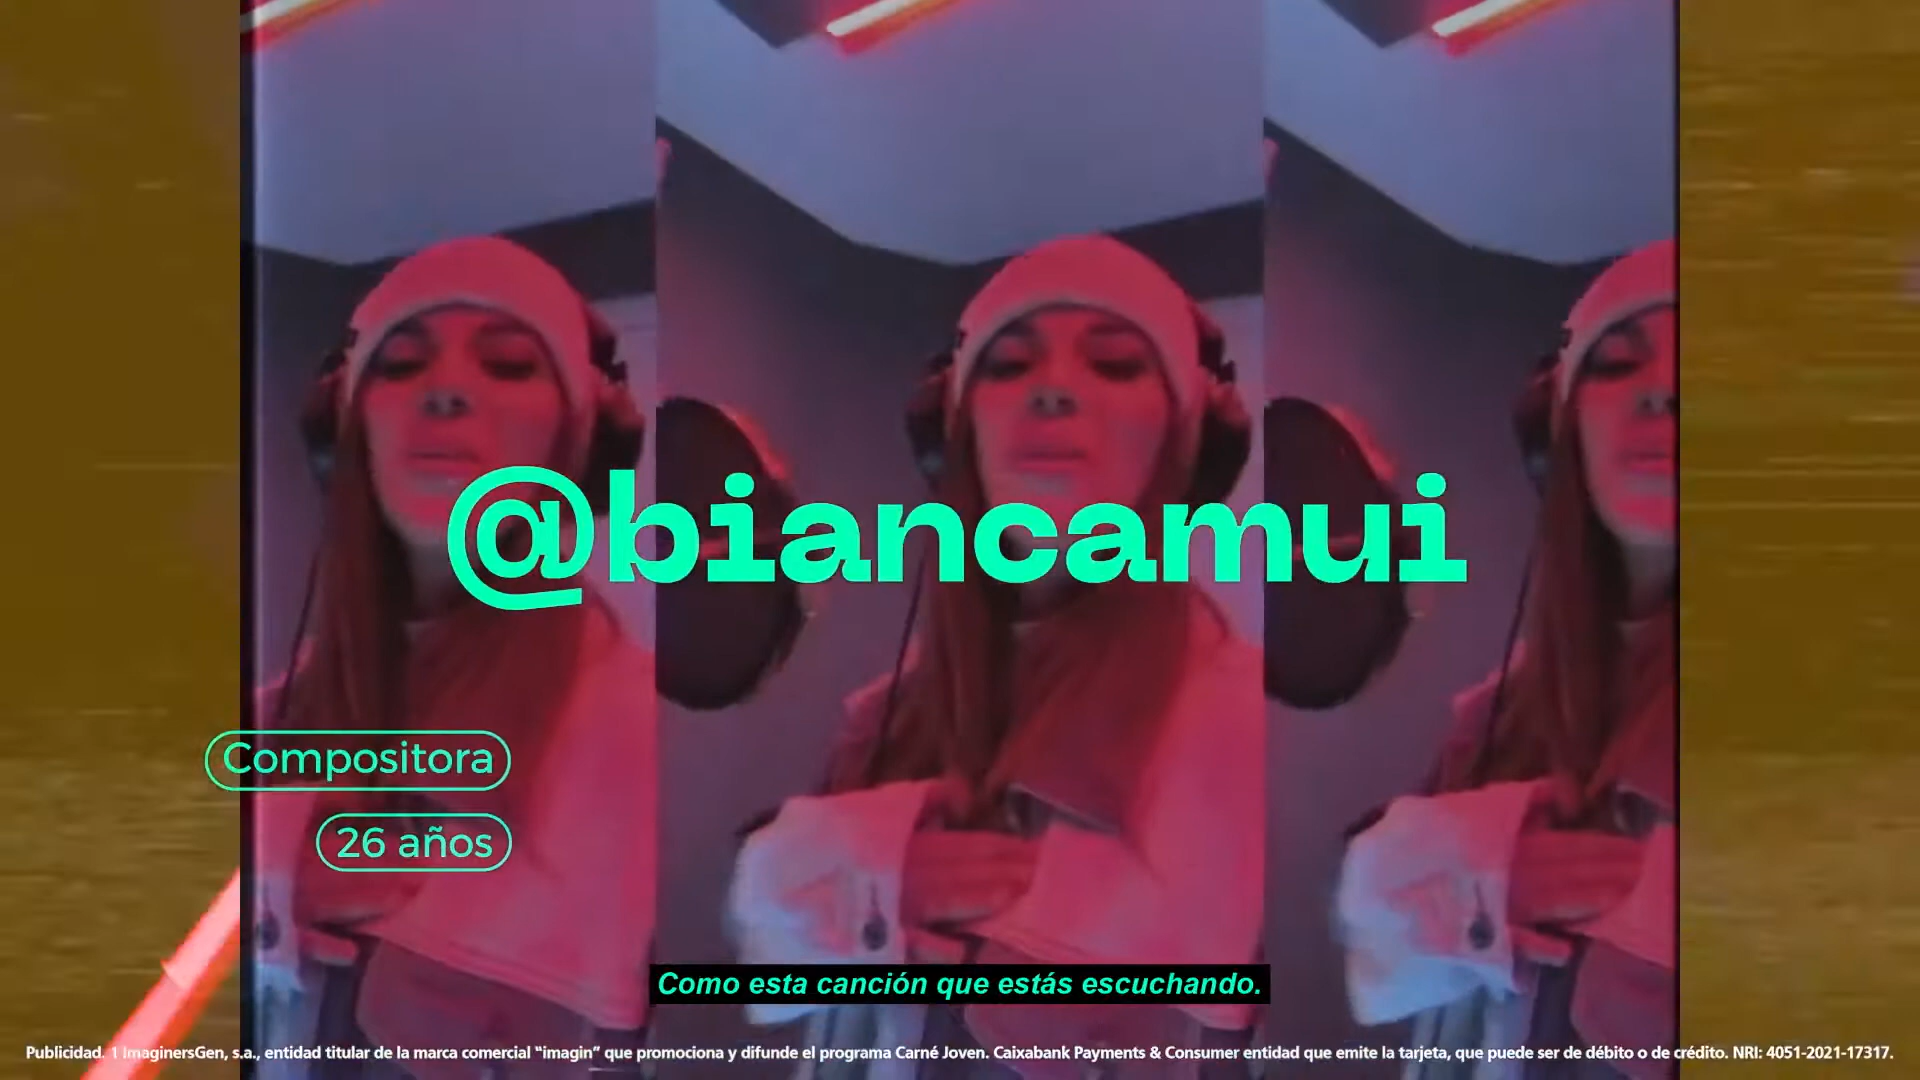 @biancamui
Compositora
26 años
Como esta canción que estás escuchando.
Publicidad. 1 ImaginersGen, s.a., entidad titular de la marca comercial “imagin” que promociona y difunde el programa Carné Joven. Caixabank Payments & Consumer entidad que emite la tarjeta, que puede ser de débito o de crédito. NRI: 4051-2021-17317.